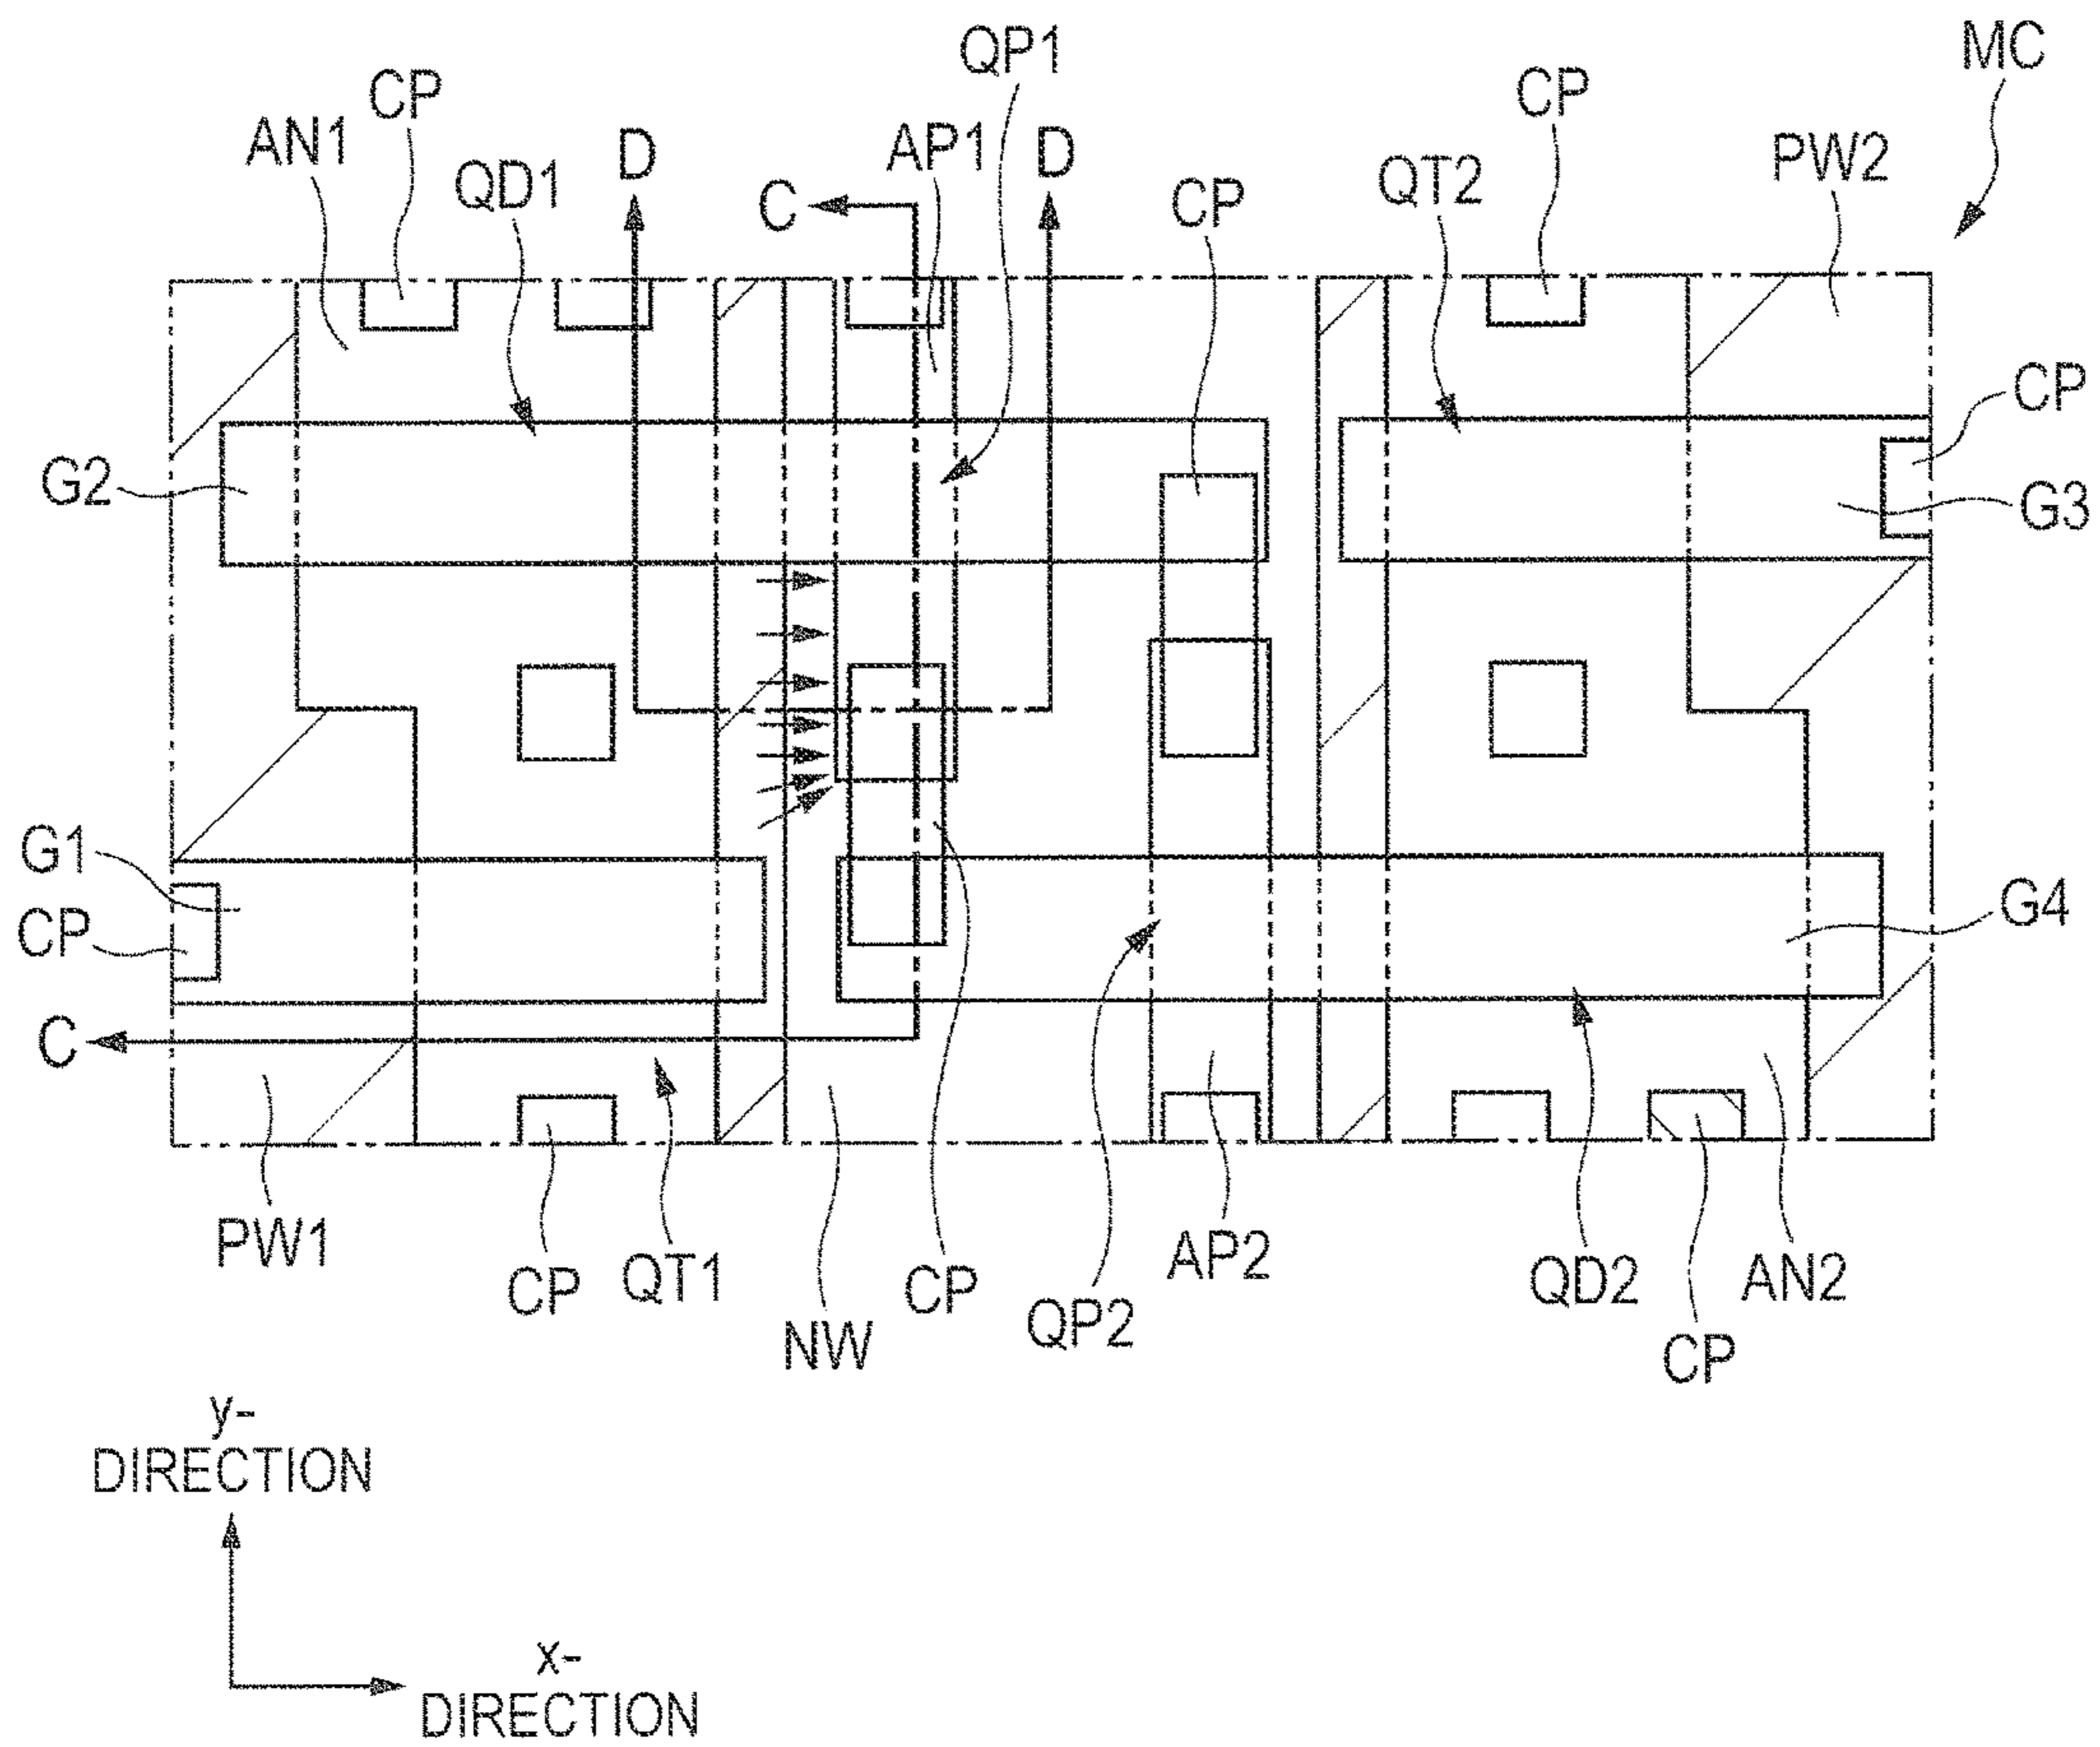 QP1
MC
CP
CP
AN1
D
AP1
D
PW2
QD1
C
CP
QT2
CP
G2
G3
G1
CP
G4
C
PW1
CP
QT1
NW
CP
QP2
AP2
QD2
AN2
CP
y-
DIRECTION
x-
DIRECTION